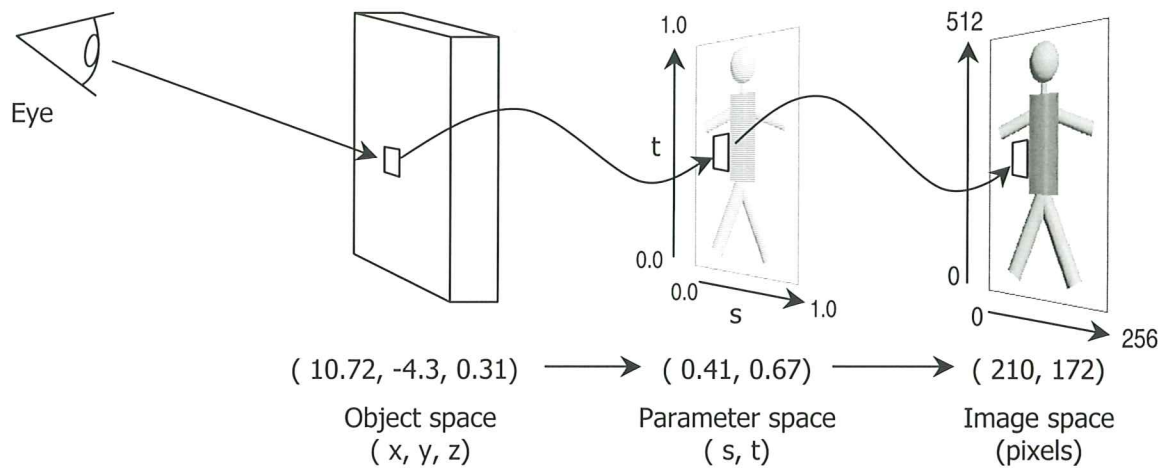 Eye
1.0
t
0.0
0.0
s
1.0
512
0
0
256
( 10.72, -4.3, 0.31)
( 0.41, 0.67)
( 210, 172)
Object space
( x, y, z)
Parameter space
( s, t)
Image space
(pixels)